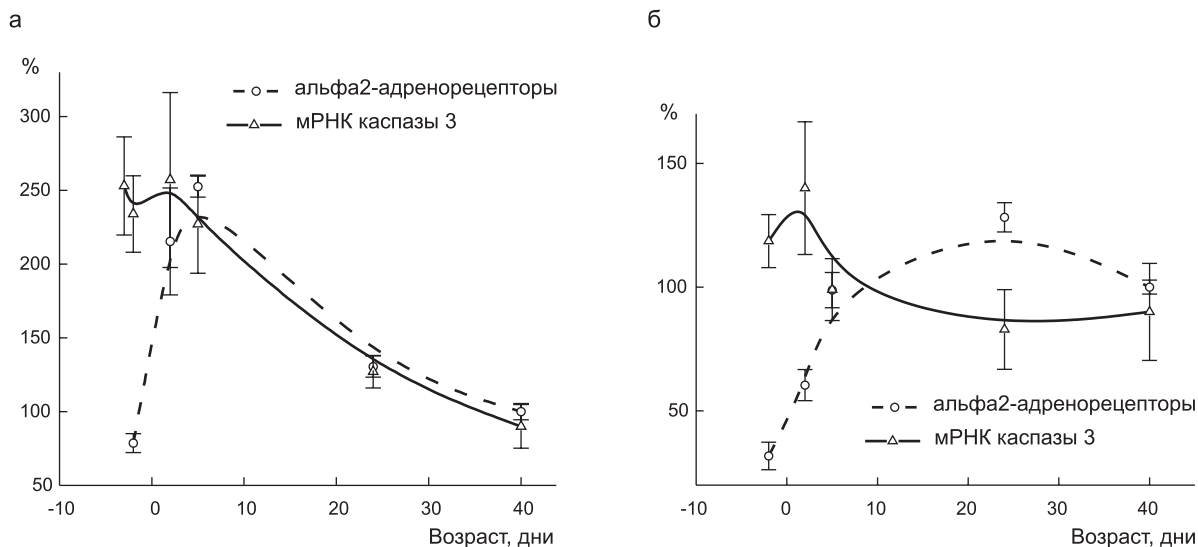 а
%
альфа2-адренорецепторы
мРНК каспазы 3
300
250
200
150
100
50
-10 0 10 20 30 40
Возраст, дни
б
%
150
100
50
альфа2-адренорецепторы
мРНК каспазы 3
-10 0 10 20 30 40
Возраст, дни